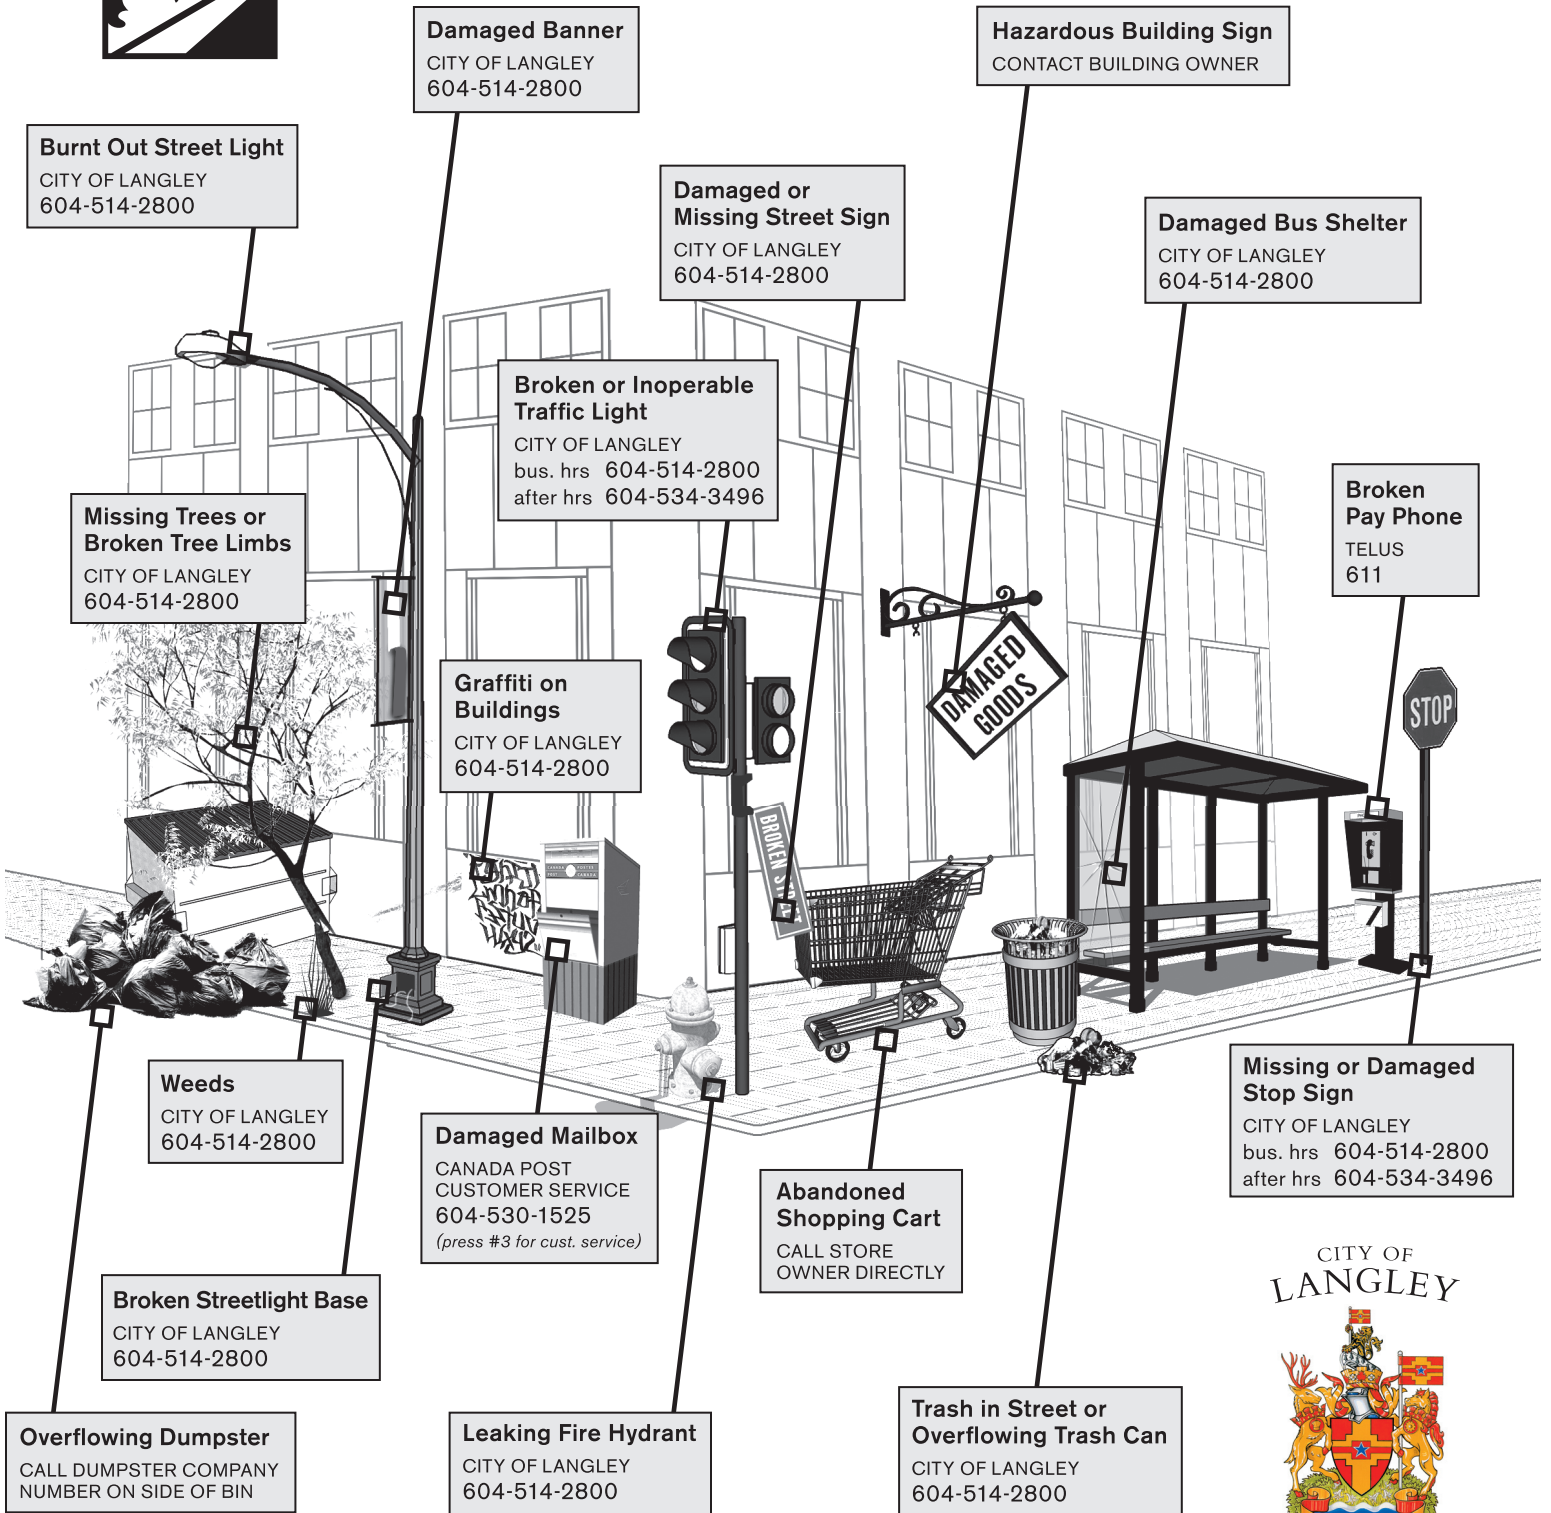 Damaged Banner
CITY OF LANGLEY
604-514-2800
Hazardous Building Sign
CONTACT BUILDING OWNER
Burnt Out Street Light
CITY OF LANGLEY
604-514-2800
Damaged or
Missing Street Sign
CITY OF LANGLEY
604-514-2800
Damaged Bus Shelter
CITY OF LANGLEY
604-514-2800
Broken or Inoperable
Traffic Light
CITY OF LANGLEY
bus. hrs 604-514-2800
after hrs 604-534-3496
Missing Trees or
Broken Tree Limbs
CITY OF LANGLEY
604-514-2800
Broken
Pay Phone
TELUS
611
Graffiti on
Buildings
CITY OF LANGLEY
604-514-2800
DAMAGED
GOODS
STOP
BROKEN
Weeds
CITY OF LANGLEY
604-514-2800
Damaged Mailbox
CANADA POST
CUSTOMER SERVICE
604-530-1525
(press #3 for cust. service)
Abandoned
Shopping Cart
CALL STORE
OWNER DIRECTLY
Missing or Damaged
Stop Sign
CITY OF LANGLEY
bus. hrs 604-514-2800
after hrs 604-534-3496
Broken Streetlight Base
CITY OF LANGLEY
604-514-2800
Overflowing Dumpster
CALL DUMPSTER COMPANY
NUMBER ON SIDE OF BIN
Leaking Fire Hydrant
CITY OF LANGLEY
604-514-2800
Trash in Street or
Overflowing Trash Can
CITY OF LANGLEY
604-514-2800
CITY OF
LANGLEY